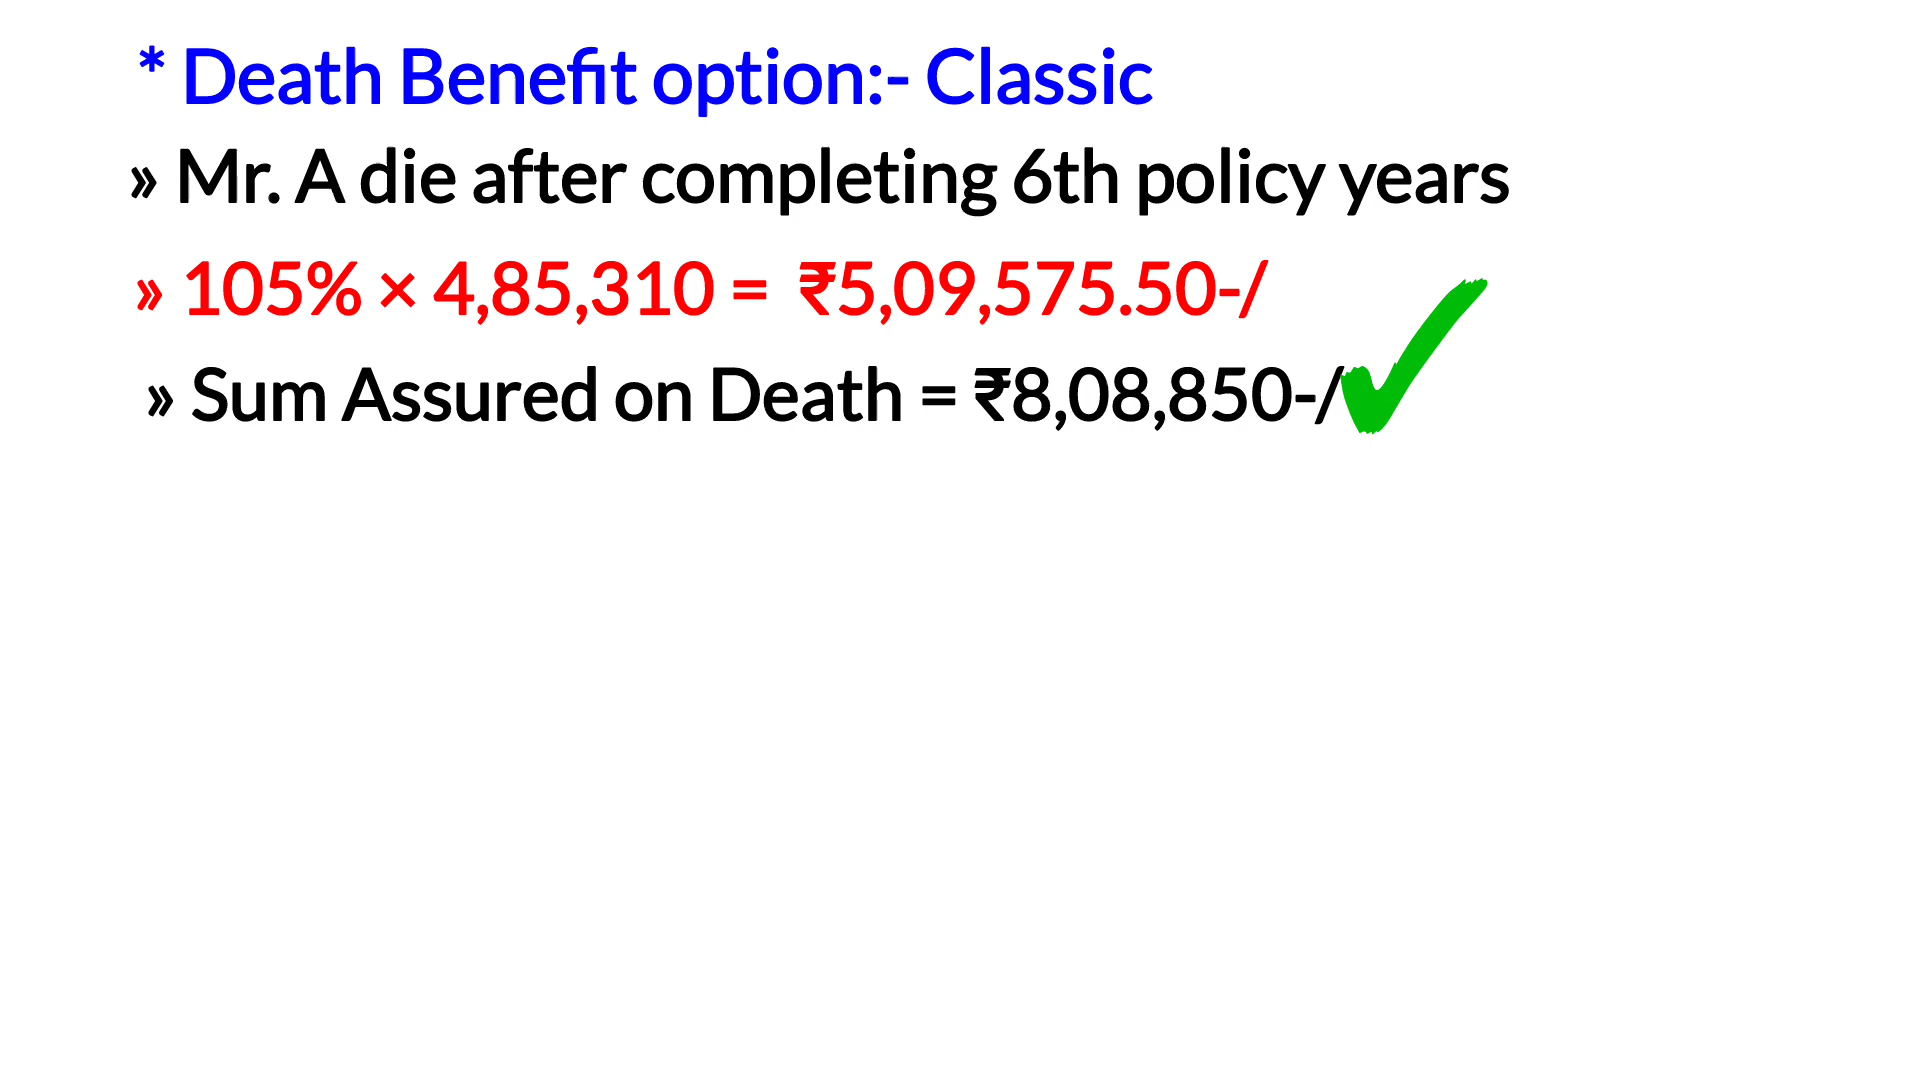 * Death Benefit option:- Classic
» Mr. A die after completing 6th policy years
» 105% × 4,85,310 = ₹5,09,575.50-/
» Sum Assured on Death = ₹8,08,850-/